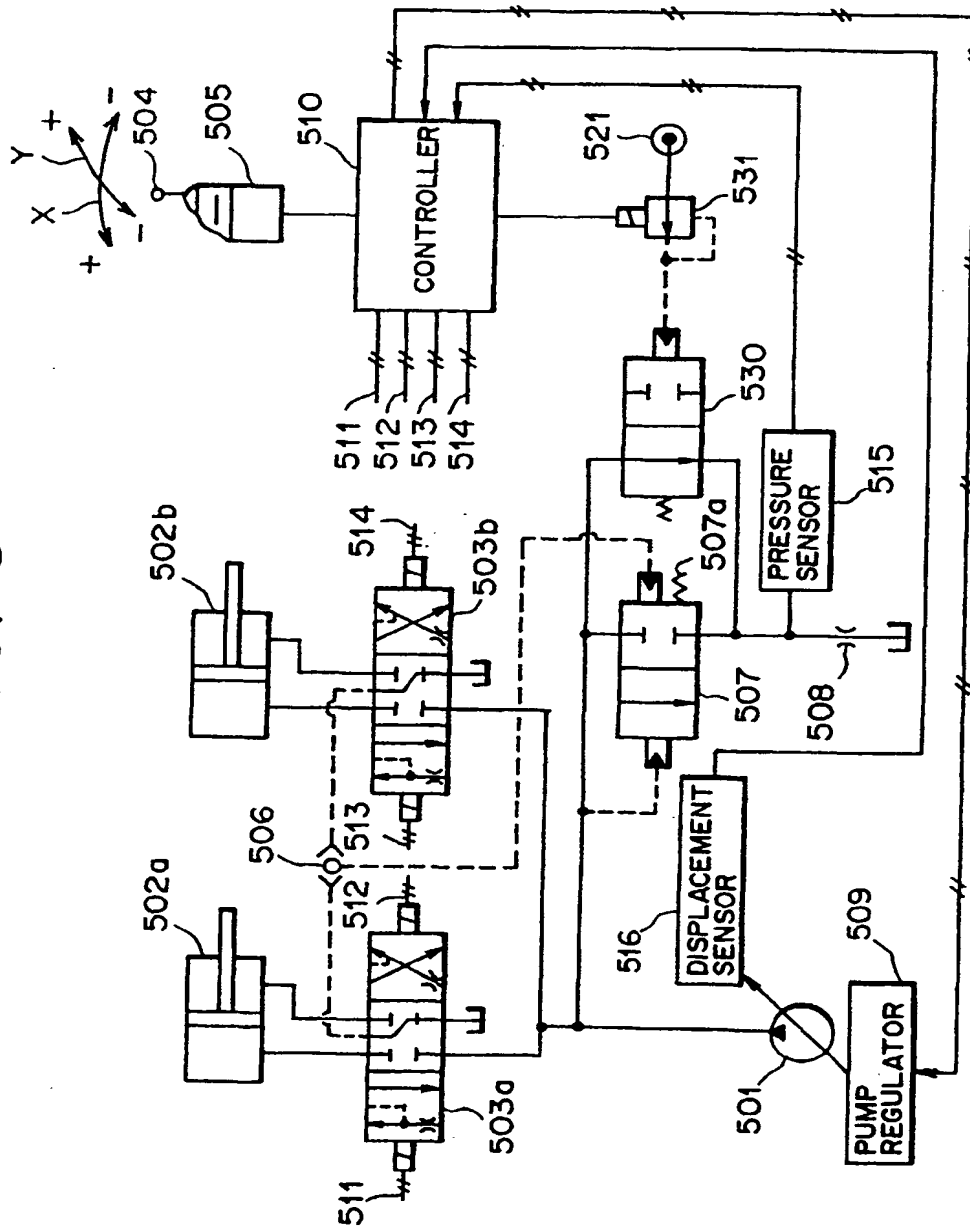 X
Y
+
-
+
-
504
505
510
CONTROLLER
511
512
513
514
521
531
502a
502b
514
503b
506
513
512
503a
511
530
507a
507
508
PRESSURE
SENSOR
515
DISPLACEMENT
SENSOR
516
501
509
PUMP
REGULATOR